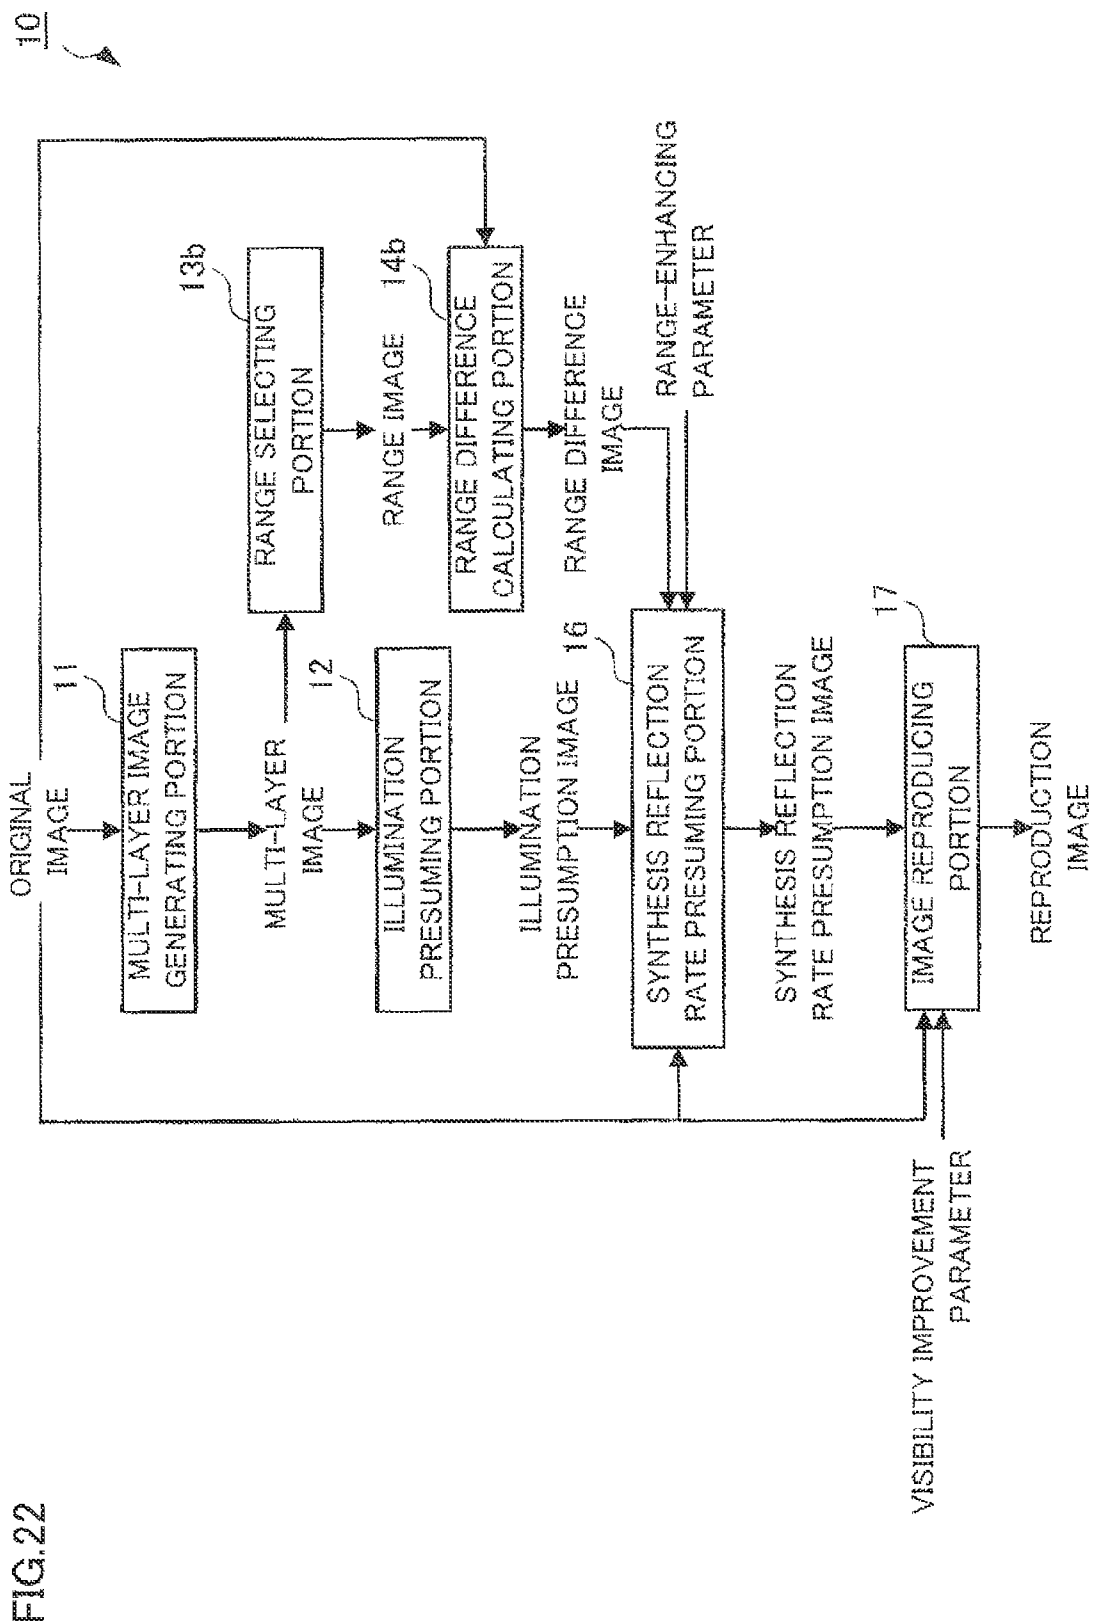 FIG.22
10
ORIGINAL
IMAGE
11
MULTI-LAYER IMAGE
GENERATING PORTION
MULTI-LAYER
IMAGE
13b
RANGE SELECTING
PORTION
RANGE IMAGE
12
ILLUMINATION
PRESUMING PORTION
14b
RANGE DIFFERENCE
CALCULATING PORTION
ILLUMINATION
PRESUMPTION IMAGE
RANGE DIFFERENCE
IMAGE
RANGE-ENHANCING
PARAMETER
16
SYNTHESIS REFLECTION
RATE PRESUMING PORTION
SYNTHESIS REFLECTION
RATE PRESUMPTION IMAGE
17
IMAGE REPRODUCING
PORTION
VISIBILITY IMPROVEMENT
PARAMETER
REPRODUCTION
IMAGE